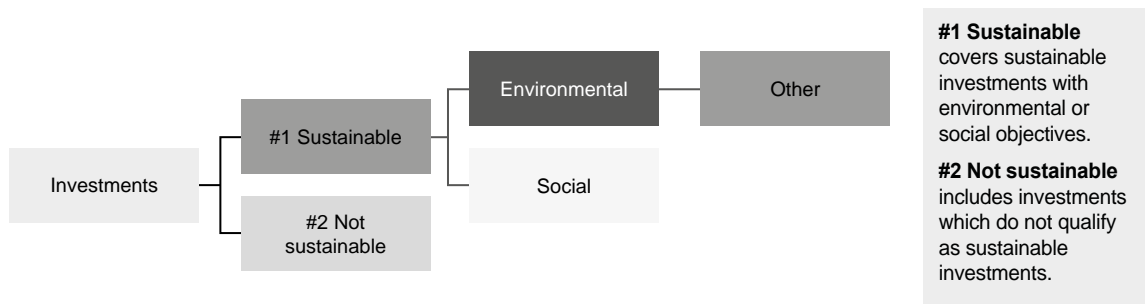 Investments
#1 Sustainable
#2 Not
sustainable
Environmental
Social
Other
#1 Sustainable
covers sustainable
investments with
environmental or
social objectives.
#2 Not sustainable
includes investments
which do not qualify
as sustainable
investments.